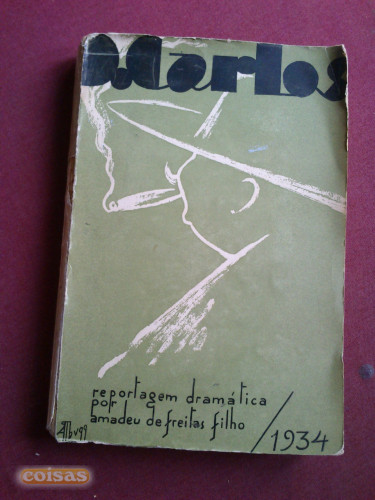 D. Carlos
reportagem dramática
por
amadeu de freitas filho
/1934
coisas